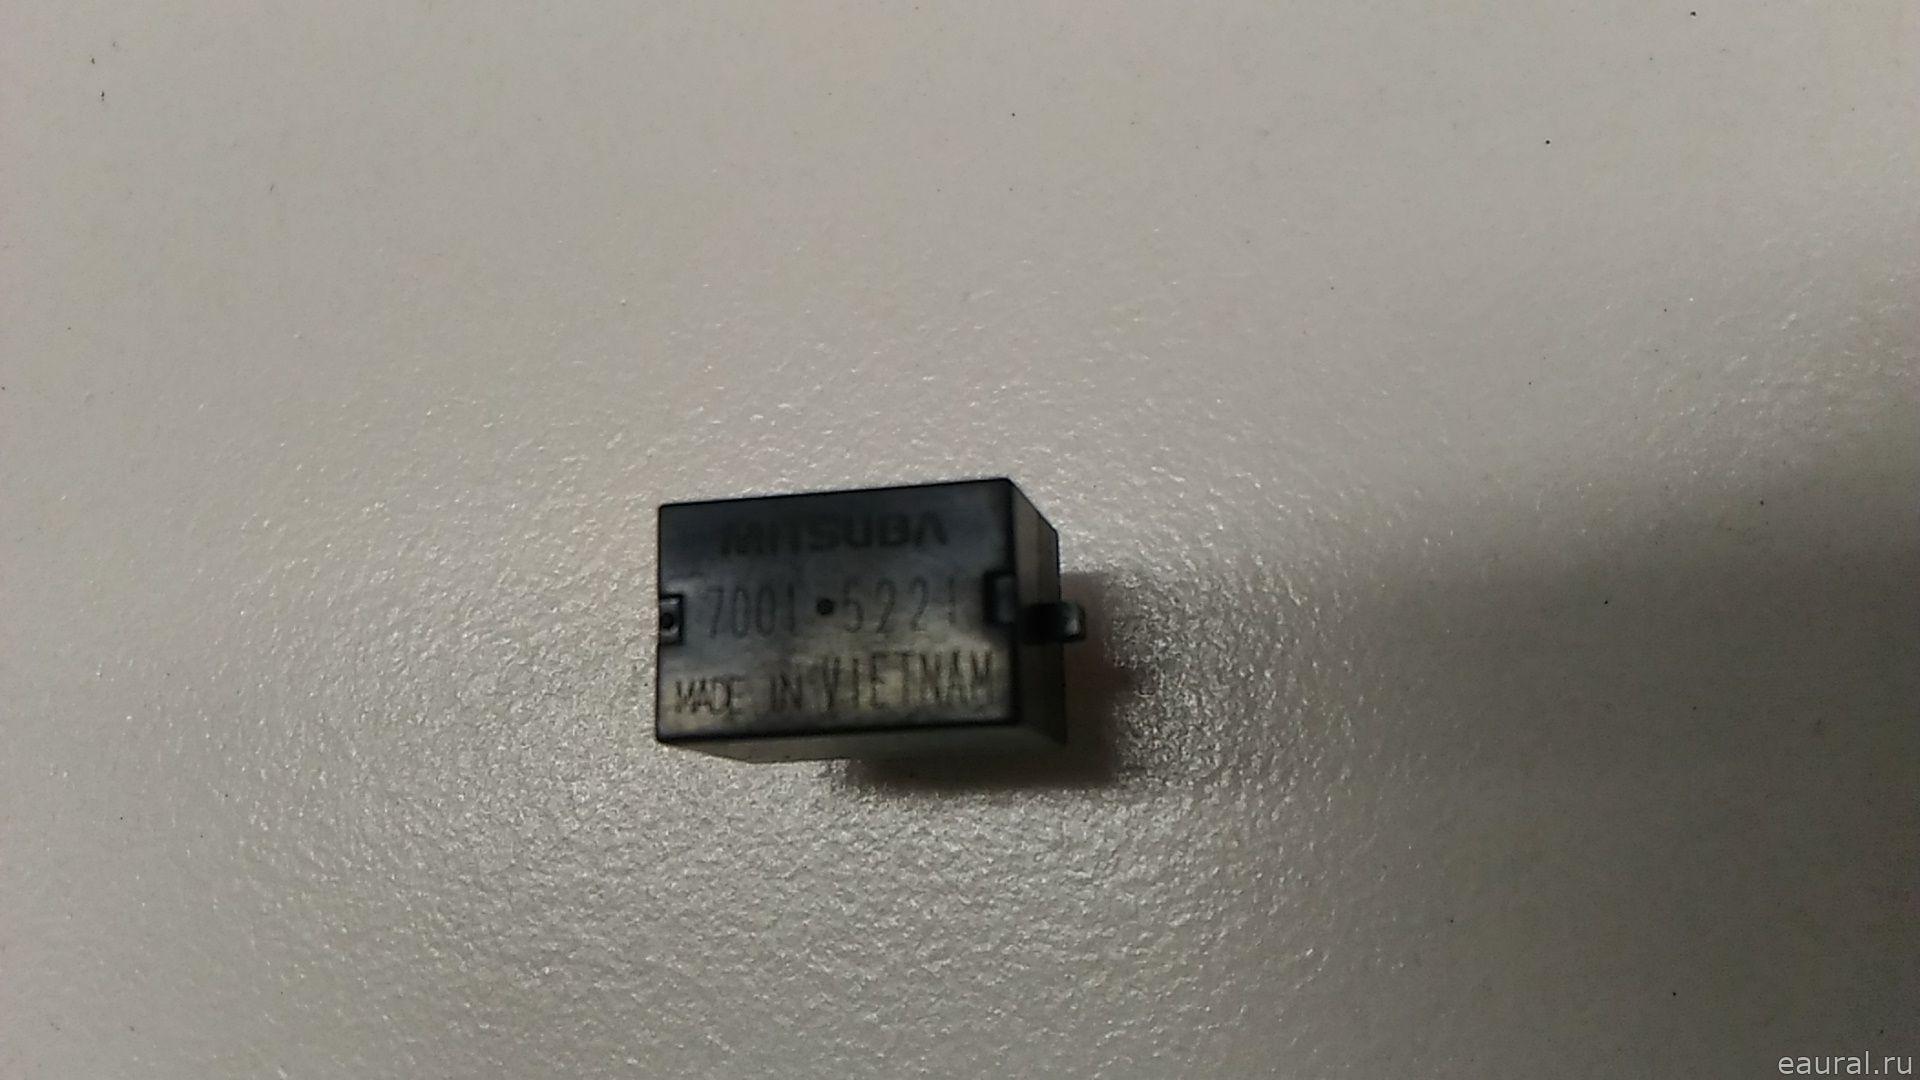 MITSUBA
7001•5221
MADE IN VIETNAM
eaural.ru